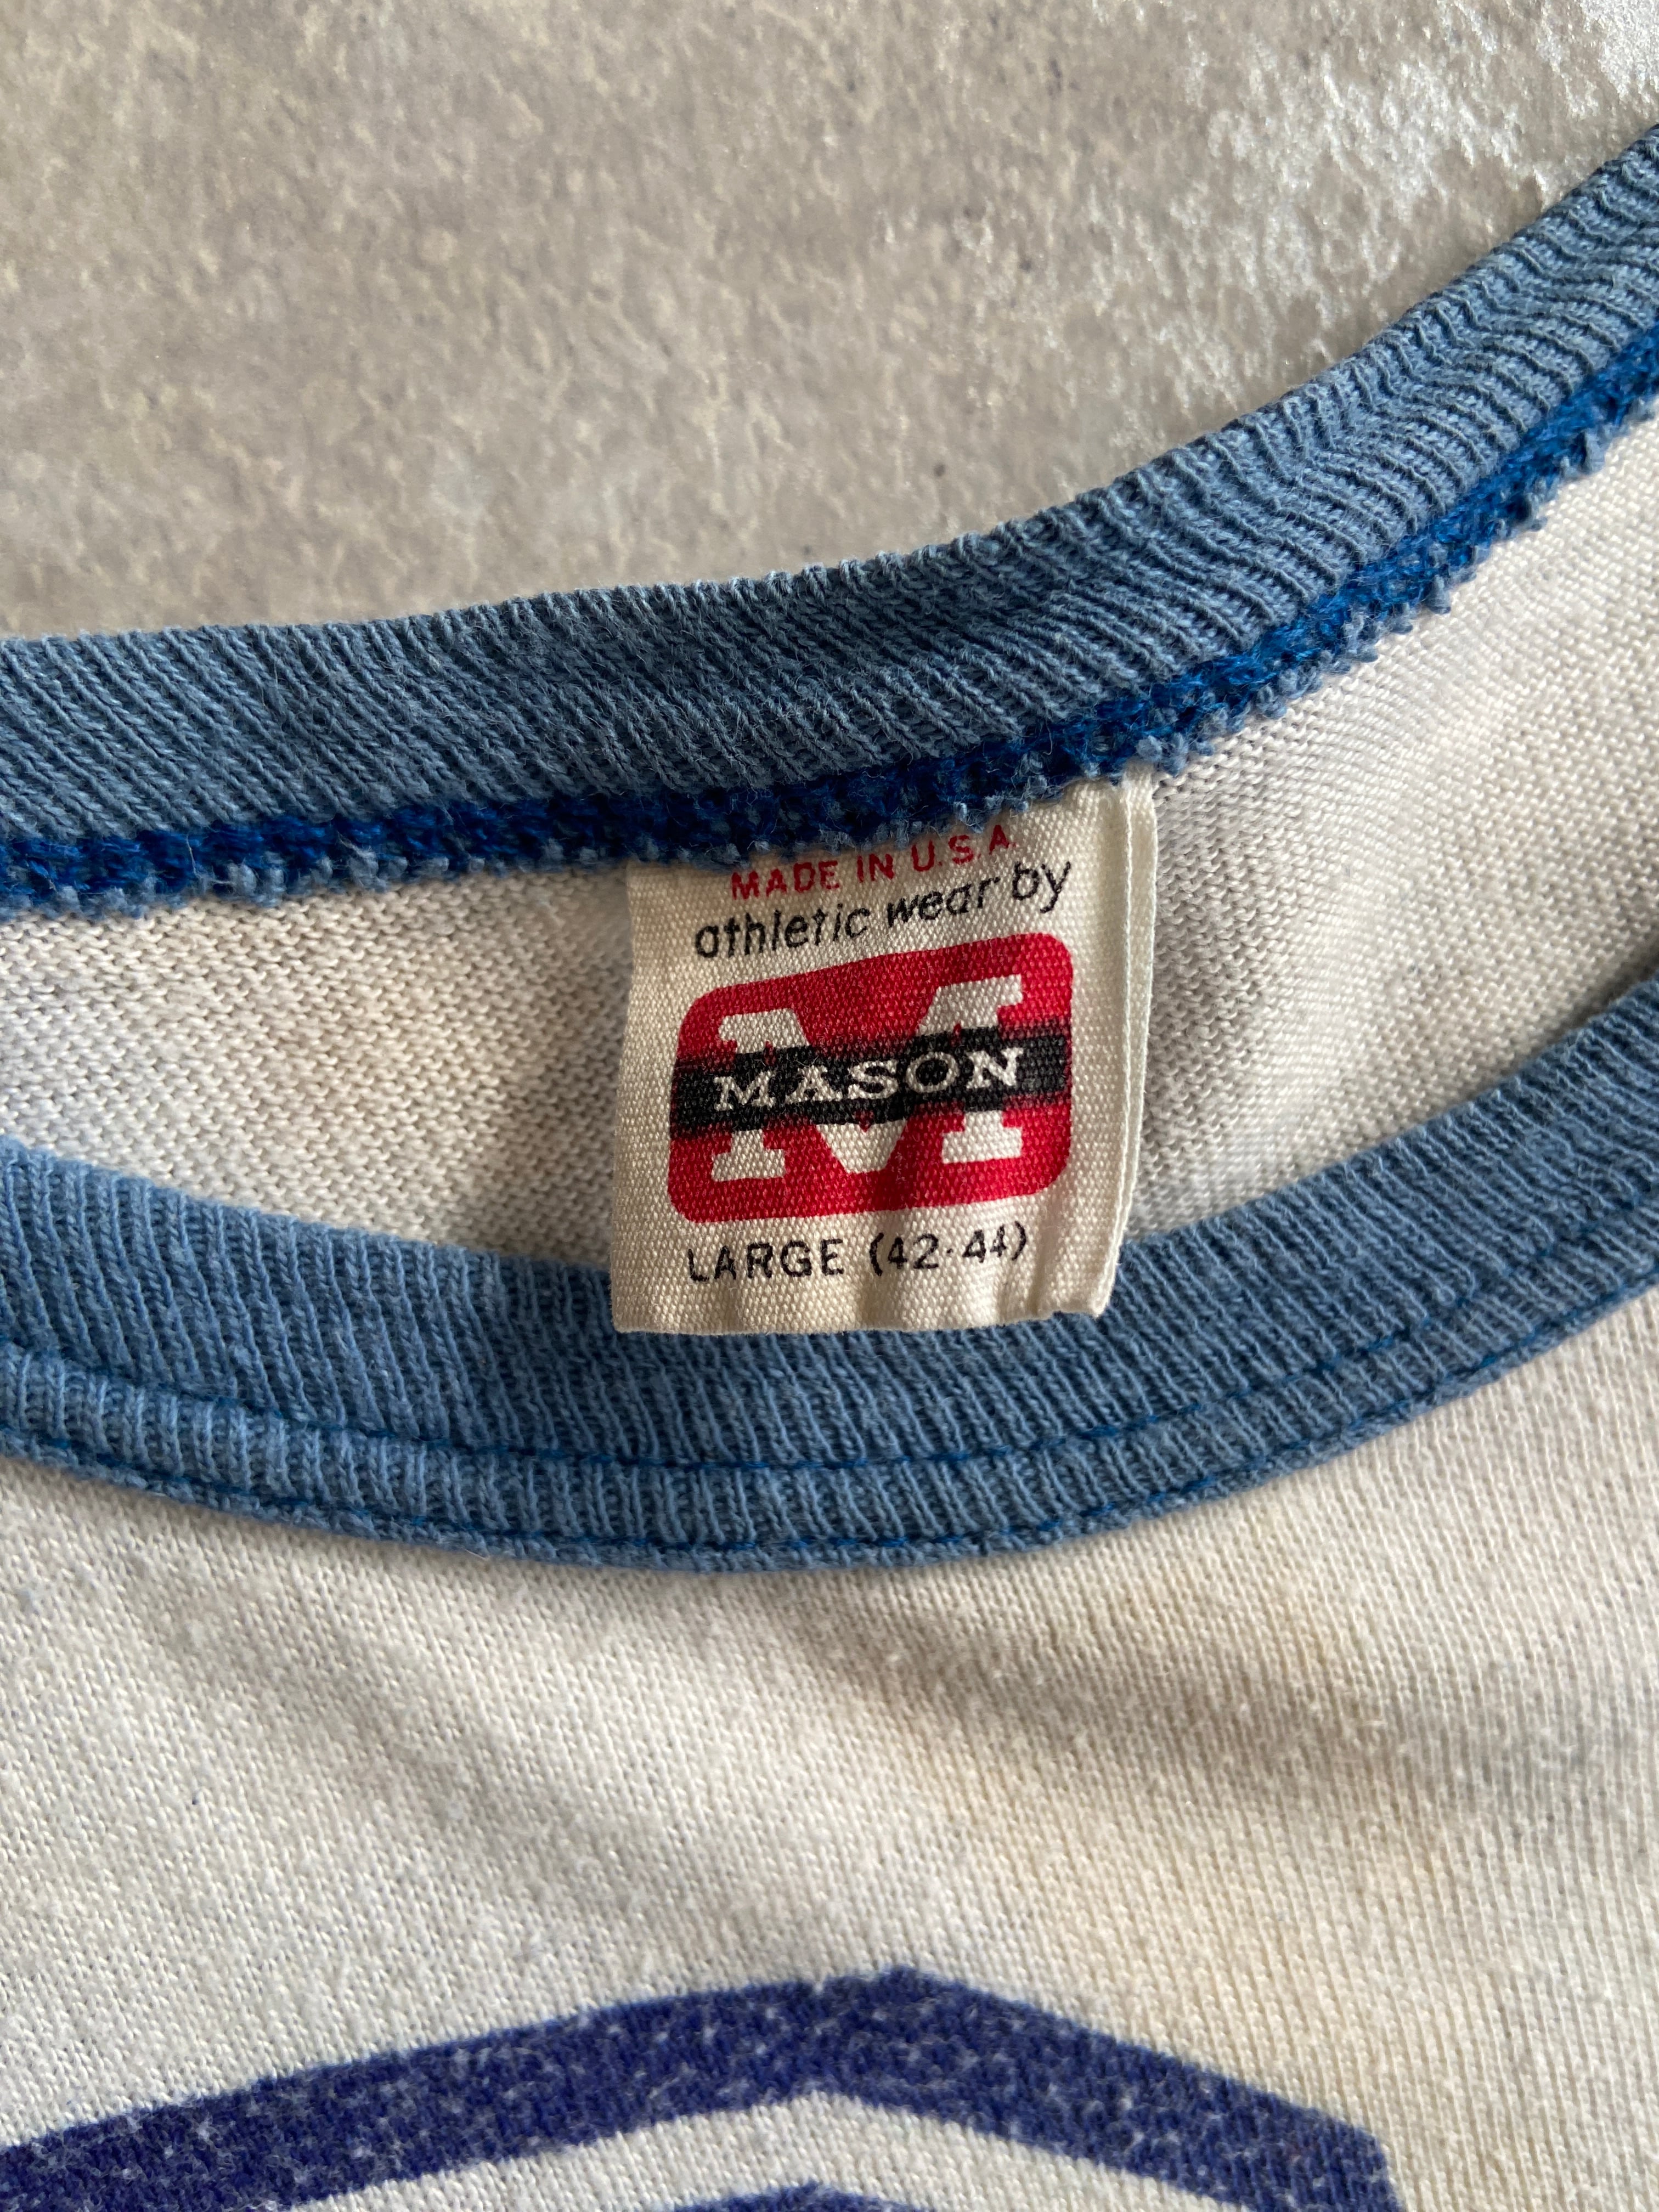 MADE IN U.S.A.
athletic wear by
M
MASON
LARGE (42-44)